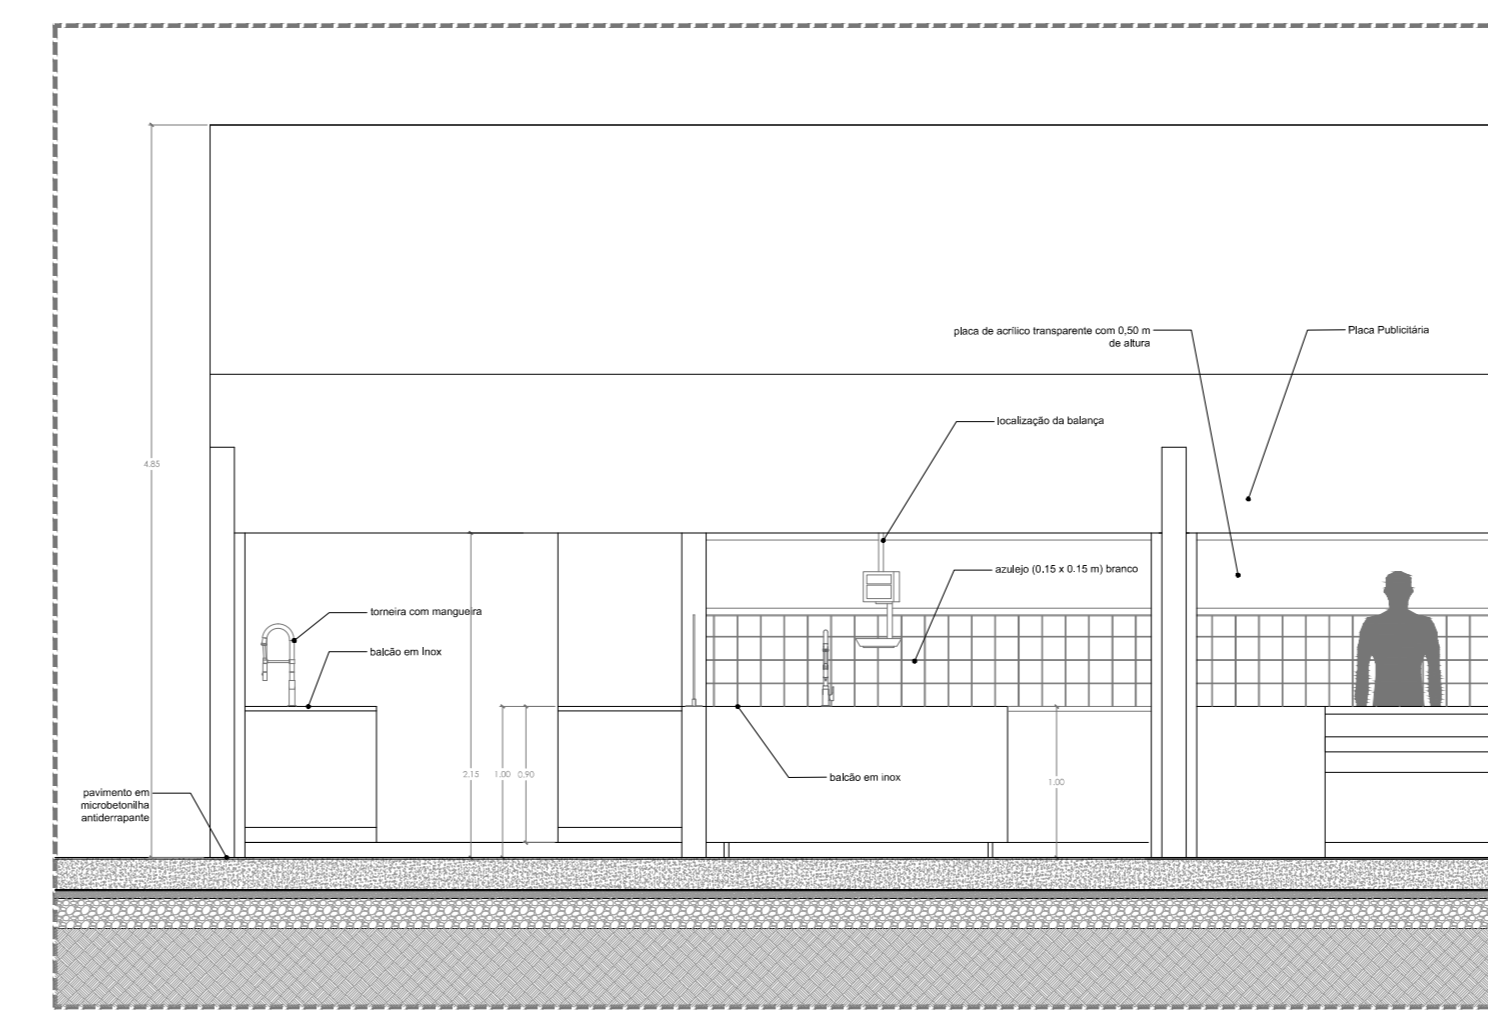 placa de acrílico transparente com 0,50 m
de altura
Placa Publicitária
localização da balança
4.85
azulejo (0.15 x 0.15 m) branco
torneira com mangueira
balcão em Inox
2.15
1.00
0.90
balcão em inox
1.00
pavimento em
microbetonilha
antiderrapante